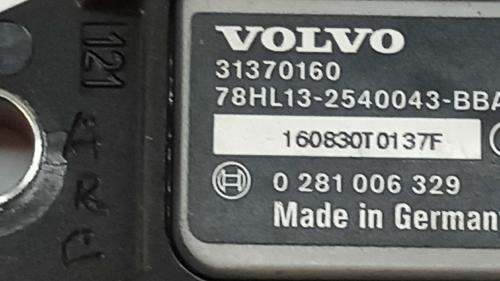 VOLVO
31370160
78HL13-2540043-BBA
160830T0137F
0 281 006 329
Made in German
121